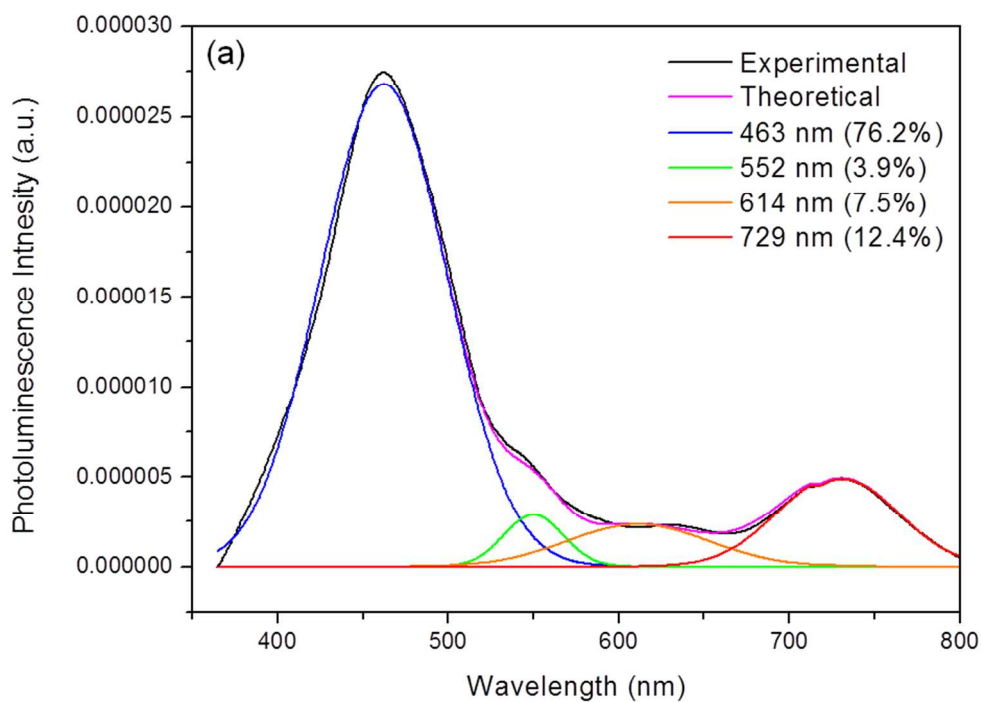 (a)
Experimental
Theoretical
463 nm (76.2%)
552 nm (3.9%)
614 nm (7.5%)
729 nm (12.4%)
Photoluminescence Intnesity (a.u.)
0.000030
0.000025
0.000020
0.000015
0.000010
0.000005
0.000000
400 500 600 700 800
Wavelength (nm)